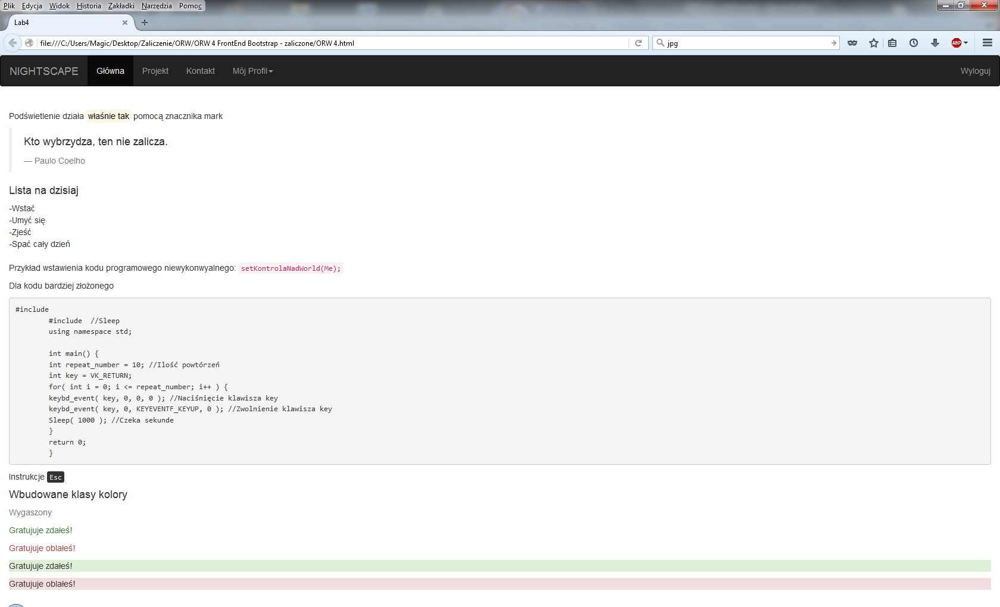 Plik Edycja Widok Historia Zakładki Narzędzia Pomoc
Lab4
file:///C:/Users/Magic/Desktop/Zaliczenie/ORW/ORW 4 FrontEnd Bootstrap - zaliczone/ORW 4.html
jpg
ABP
NIGHTSCAPE Główna Projekt Kontakt Mój Profil Wyloguj
Podświetlenie działa właśnie tak pomocą znacznika mark
Kto wybrzydza, ten nie zalicza.
— Paulo Coelho
Lista na dzisiaj
-Wstać
-Umyć się
-Zjeść
-Spać cały dzień
Przykład wstawienia kodu programowego niewykonwyalnego: setKontrolaNadWorld(Me);
Dla kodu bardziej złożonego
#include
#include  //Sleep
using namespace std;
int main() {
int repeat_number = 10; //Ilość powtórzeń
int key = VK_RETURN;
for( int i = 0; i <= repeat_number; i++ ) {
keybd_event( key, 0, 0, 0 ); //Naciśnięcie klawisza key
keybd_event( key, 0, KEYEVENTF_KEYUP, 0 ); //Zwolnienie klawisza key
Sleep( 1000 ); //Czeka sekunde
}
return 0;
}
Instrukcje Esc
Wbudowane klasy kolory
Wygaszony
Gratujuje zdałeś!
Gratujuje oblałeś!
Gratujuje zdałeś!
Gratujuje oblałeś!